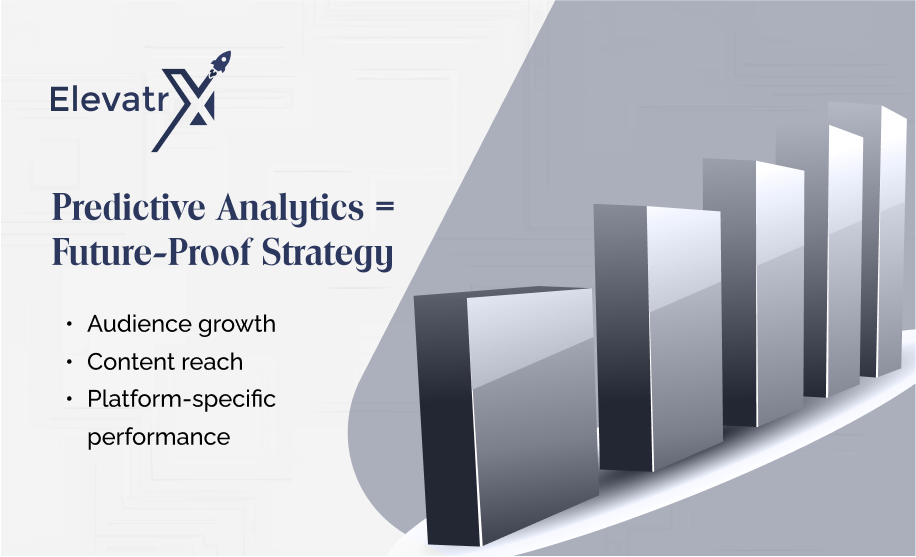 ElevatrX
Predictive Analytics =
Future-Proof Strategy
• Audience growth
• Content reach
• Platform-specific
performance